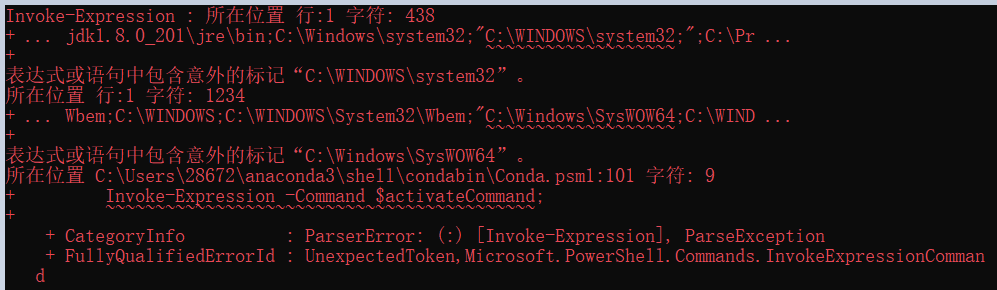 Invoke-Expression : 所在位置 行:1 字符: 438
+ ... jdk1.8.0_201\jre\bin;C:\Windows\system32;"C:\WINDOWS\system32;";C:\Pr ...
+
表达式或语句中包含意外的标记“C:\WINDOWS\system32”。
所在位置 行:1 字符: 1234
+ ... Wbem;C:\WINDOWS;C:\WINDOWS\System32\Wbem;"C:\Windows\SysWOW64;C:\WIND ...
+
表达式或语句中包含意外的标记“C:\Windows\SysWOW64”。
所在位置 C:\Users\28672\anaconda3\shell\condabin\Conda.psm1:101 字符: 9
+         Invoke-Expression -Command $activateCommand;
+
    + CategoryInfo          : ParserError: (:) [Invoke-Expression], ParseException
    + FullyQualifiedErrorId : UnexpectedToken,Microsoft.PowerShell.Commands.InvokeExpressionComman
   d